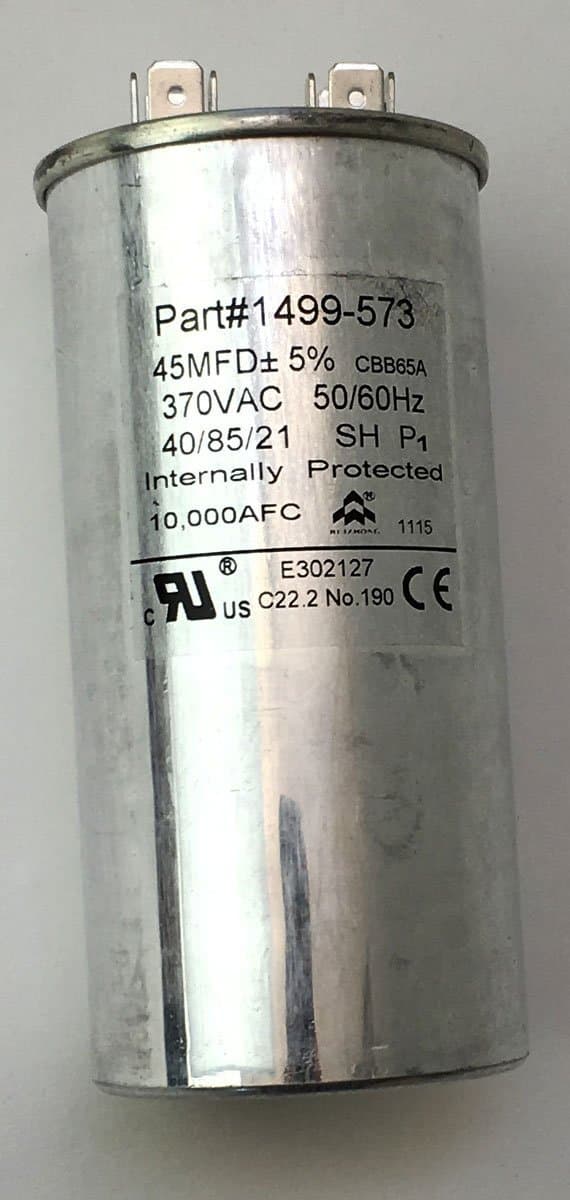 Part#1499-573
45MFD± 5% CBB65A
370VAC 50/60Hz
40/85/21 SH P1
Internally Protected
10,000AFC ® 1115
c RU ® US E302127 CE
C22.2 No.190